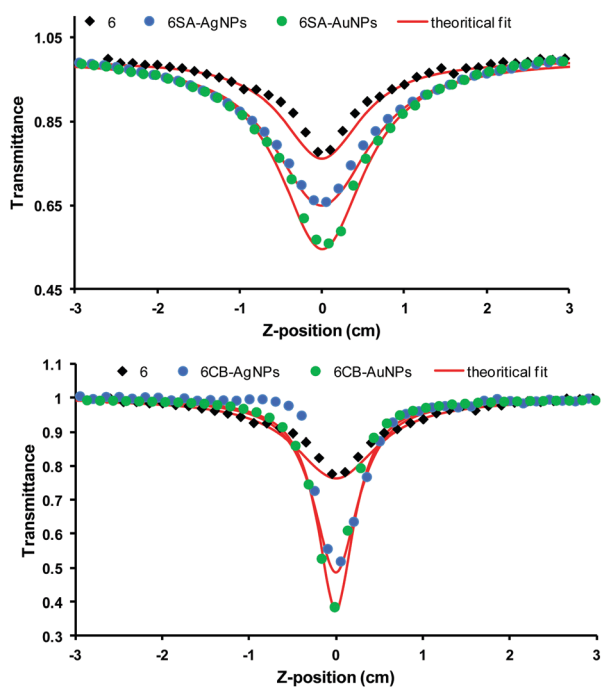 6 6SA-AgNPs 6SA-AuNPs theoritical fit
1.05
0.85
0.65
0.45
Transmittance
-3 -2 -1 0 1 2 3
Z-position (cm)
6 6CB-AgNPs 6CB-AuNPs theoritical fit
1.1
1
0.9
0.8
0.7
0.6
0.5
0.4
0.3
Transmittance
-3 -2 -1 0 1 2 3
Z-position (cm)